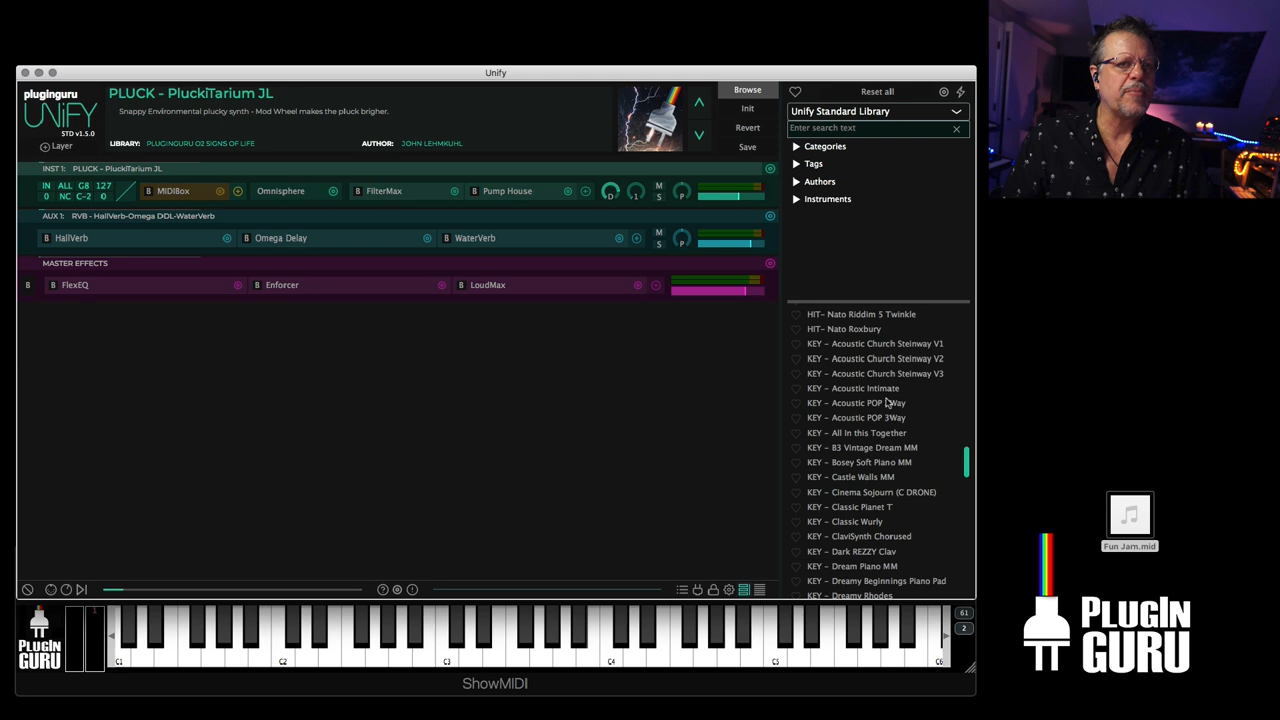 Unify
pluginguru
UNIFY
STD v1.5.0
Layer
PLUCK - PluckiTarium JL
Snappy Environmental plucky synth - Mod Wheel makes the pluck brigher.
LIBRARY: PLUGINGURU O2 SIGNS OF LIFE AUTHOR: JOHN LEHMKUHL
Browse
Init
Revert
Save
INST 1: PLUCK - PluckiTarium JL
IN ALL G8 127
0 NC C-2 0
B MIDIBox
Omnisphere
B FilterMax
B Pump House
D
1
M
S
P
AUX 1: RVB - HallVerb-Omega DDL-WaterVerb
B HallVerb
B Omega Delay
B WaterVerb
M
S
P
MASTER EFFECTS
B
B FlexEQ
B Enforcer
B LoudMax
Reset all
Unify Standard Library
Enter search text
Categories
Tags
Authors
Instruments
HIT- Nato Riddim 5 Twinkle
HIT- Nato Roxbury
KEY - Acoustic Church Steinway V1
KEY - Acoustic Church Steinway V2
KEY - Acoustic Church Steinway V3
KEY - Acoustic Intimate
KEY - Acoustic POP Way
KEY - Acoustic POP 3Way
KEY - All In this Together
KEY - B3 Vintage Dream MM
KEY - Bosey Soft Piano MM
KEY - Castle Walls MM
KEY - Cinema Sojourn (C DRONE)
KEY - Classic Planet T
KEY - Classic Wurly
KEY - ClaviSynth Chorused
KEY - Dark REZZY Clav
KEY - Dream Piano MM
KEY - Dreamy Beginnings Piano Pad
KEY - Dreamy Rhodes
PLUGIN
GURU
1
C1 C2 C3 C4 C5 C6
61
2
ShowMIDI
Fun Jam.mid
PLUGIN
GURU